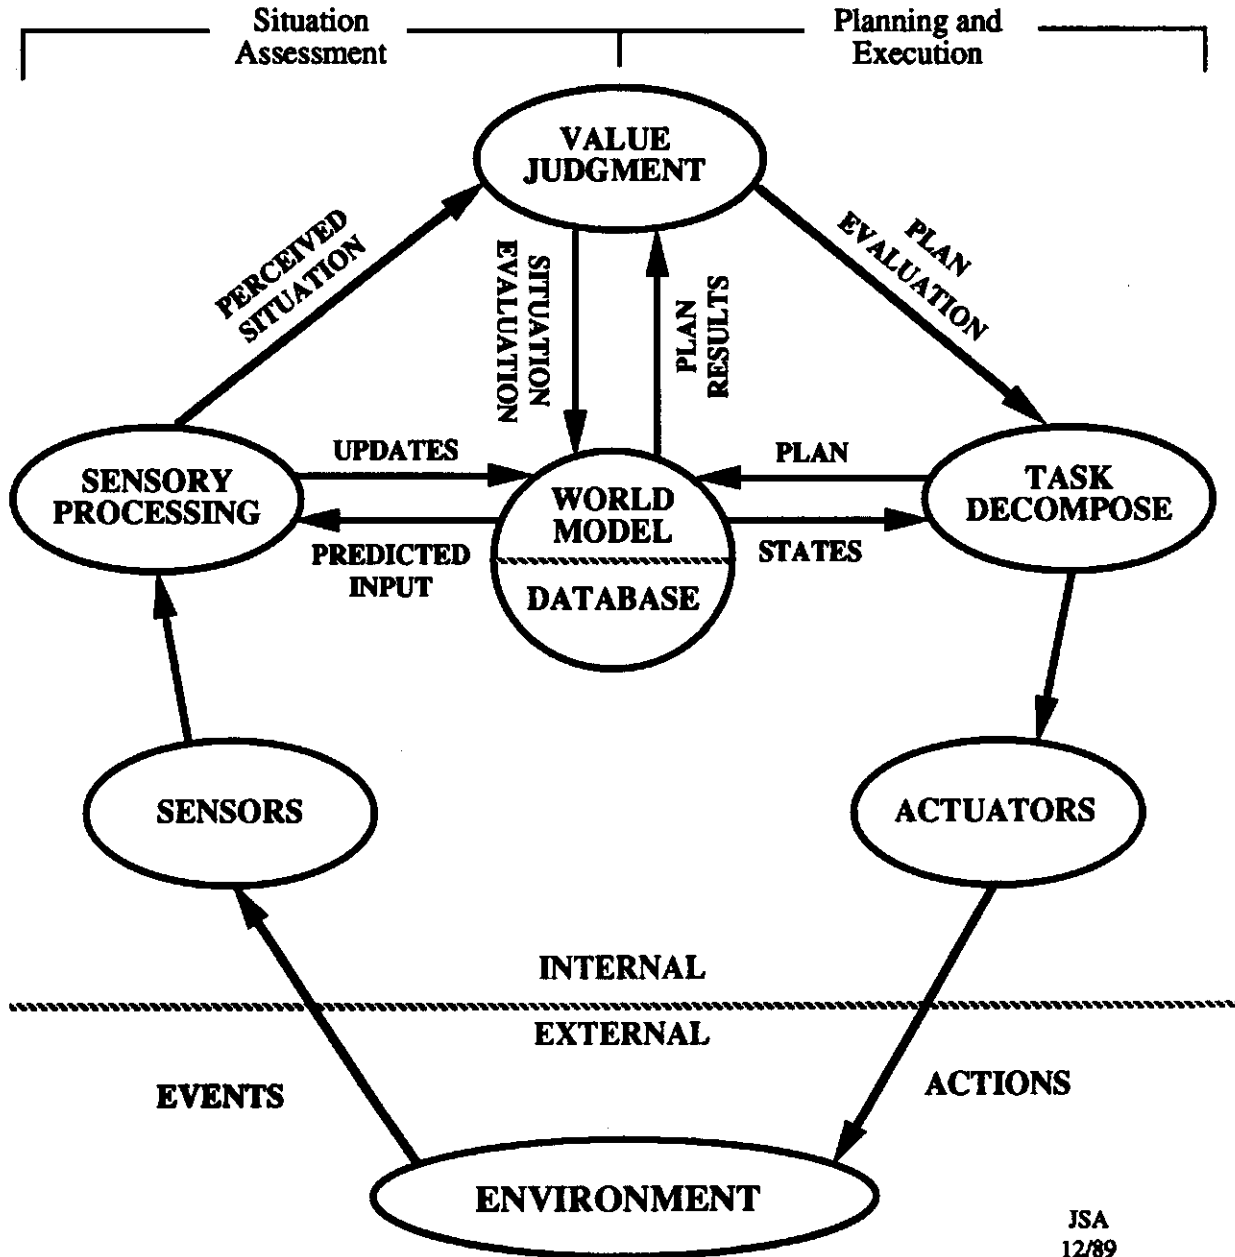 Situation
Assessment
Planning and
Execution
VALUE
JUDGMENT
PERCEIVED
SITUATION
SITUATION
EVALUATION
PLAN
RESULTS
PLAN
EVALUATION
UPDATES
PLAN
SENSORY
PROCESSING
WORLD
MODEL
TASK
DECOMPOSE
PREDICTED
INPUT
STATES
DATABASE
SENSORS
ACTUATORS
INTERNAL
EXTERNAL
EVENTS
ACTIONS
ENVIRONMENT
JSA
12/89